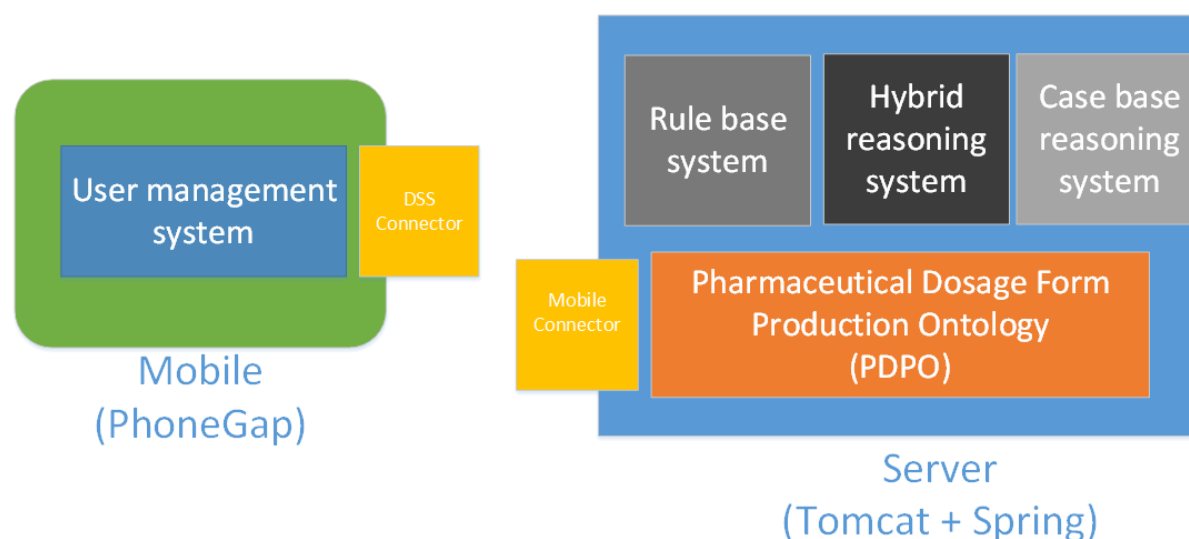 User management
system
DSS
Connector
Mobile
(PhoneGap)
Rule base
system
Hybrid
reasoning
system
Case base
reasoning
system
Mobile
Connector
Pharmaceutical Dosage Form
Production Ontology
(PDPO)
Server
(Tomcat + Spring)